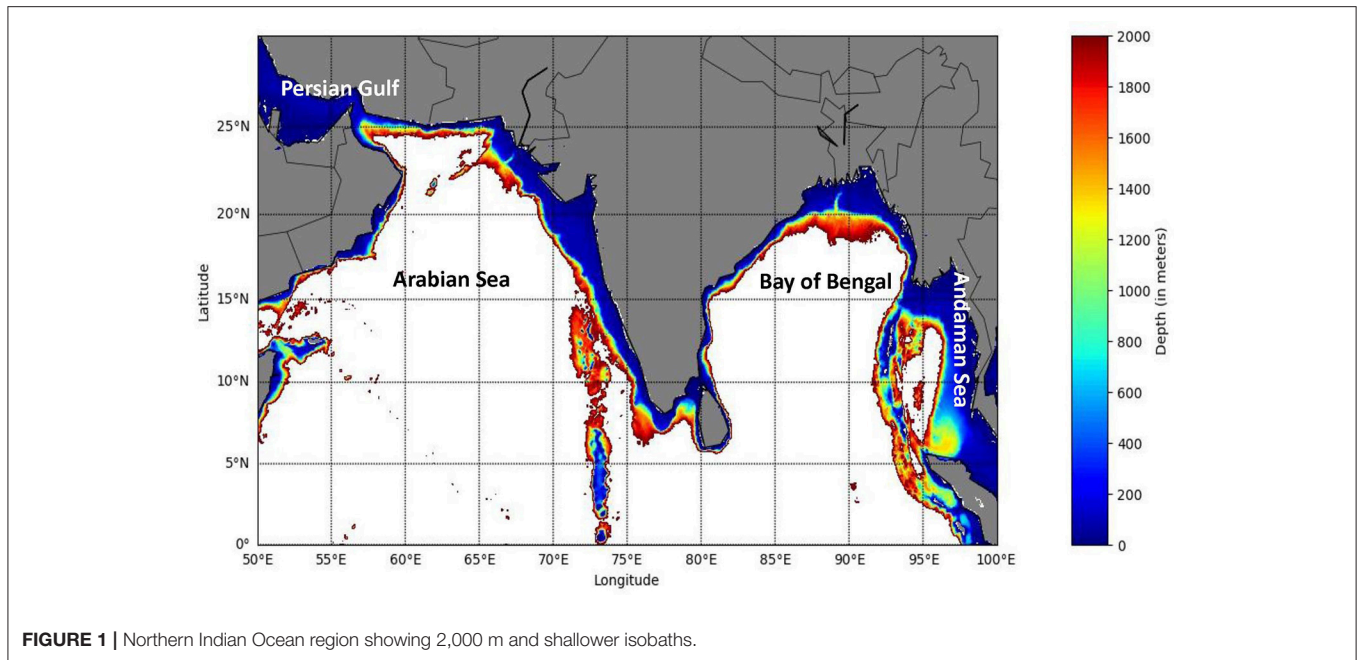 Persian Gulf
Arabian Sea
Bay of Bengal
Andaman Sea
Latitude
25°N
20°N
15°N
10°N
5°N
0°
50°E 55°E 60°E 65°E 70°E 75°E 80°E 85°E 90°E 95°E 100°E
Longitude
2000
1800
1600
1400
1200
1000
800
600
400
200
0
Depth (in meters)
FIGURE 1 | Northern Indian Ocean region showing 2,000 m and shallower isobaths.